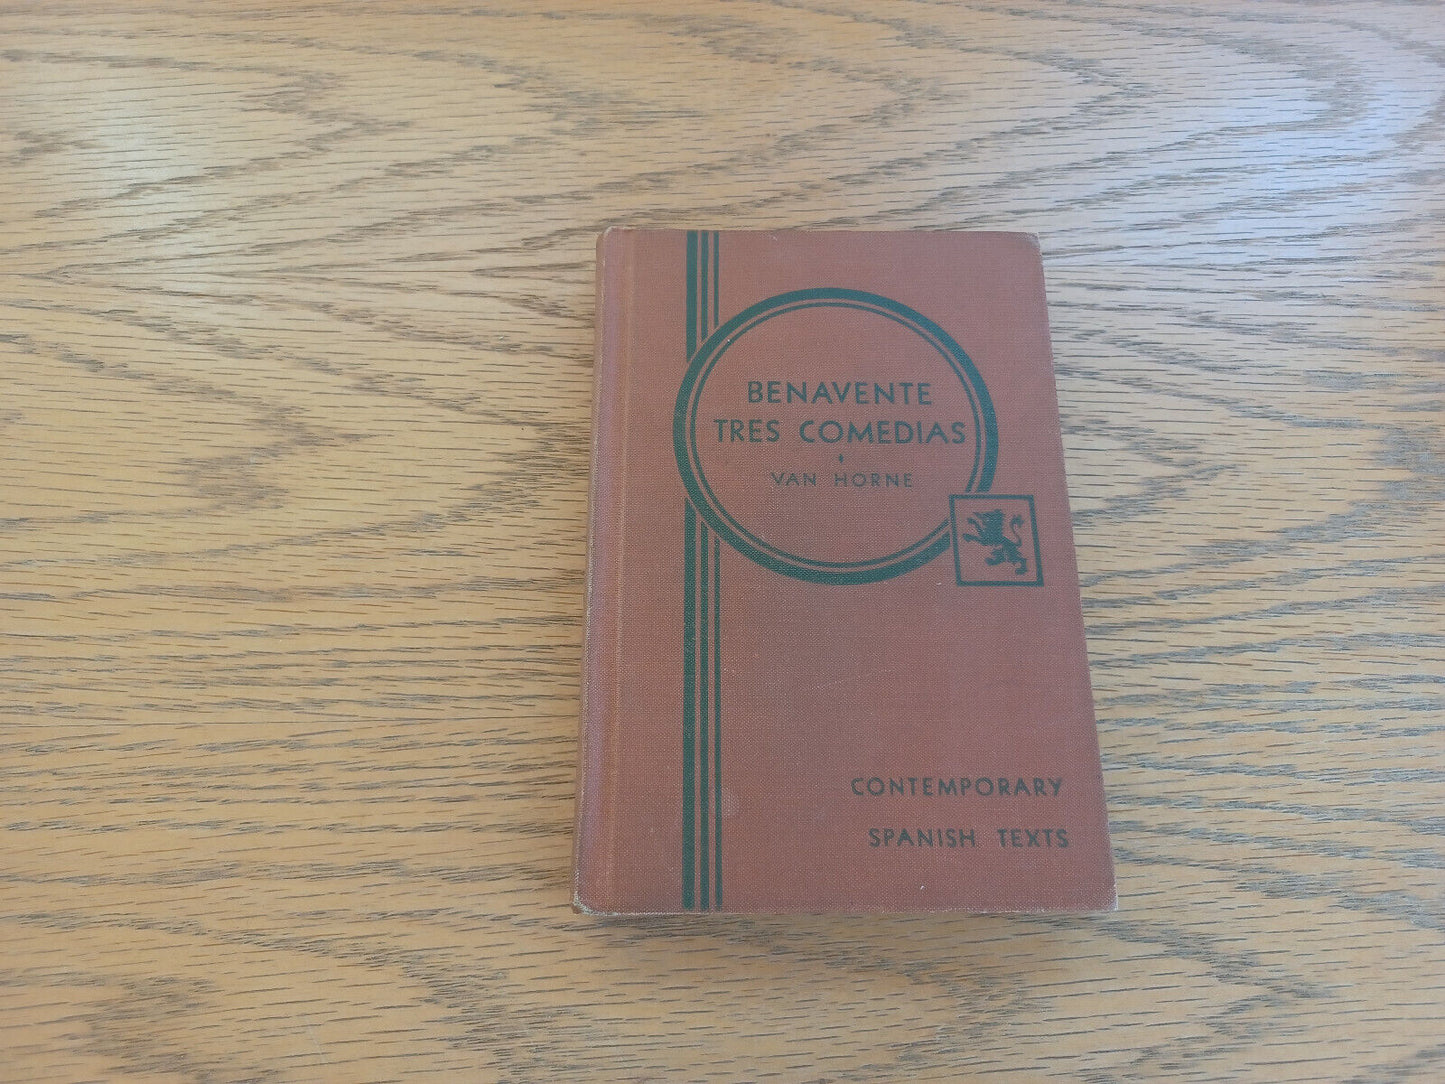 BENAVENTE
TRES COMEDIAS
VAN HORNE
CONTEMPORARY
SPANISH TEXTS